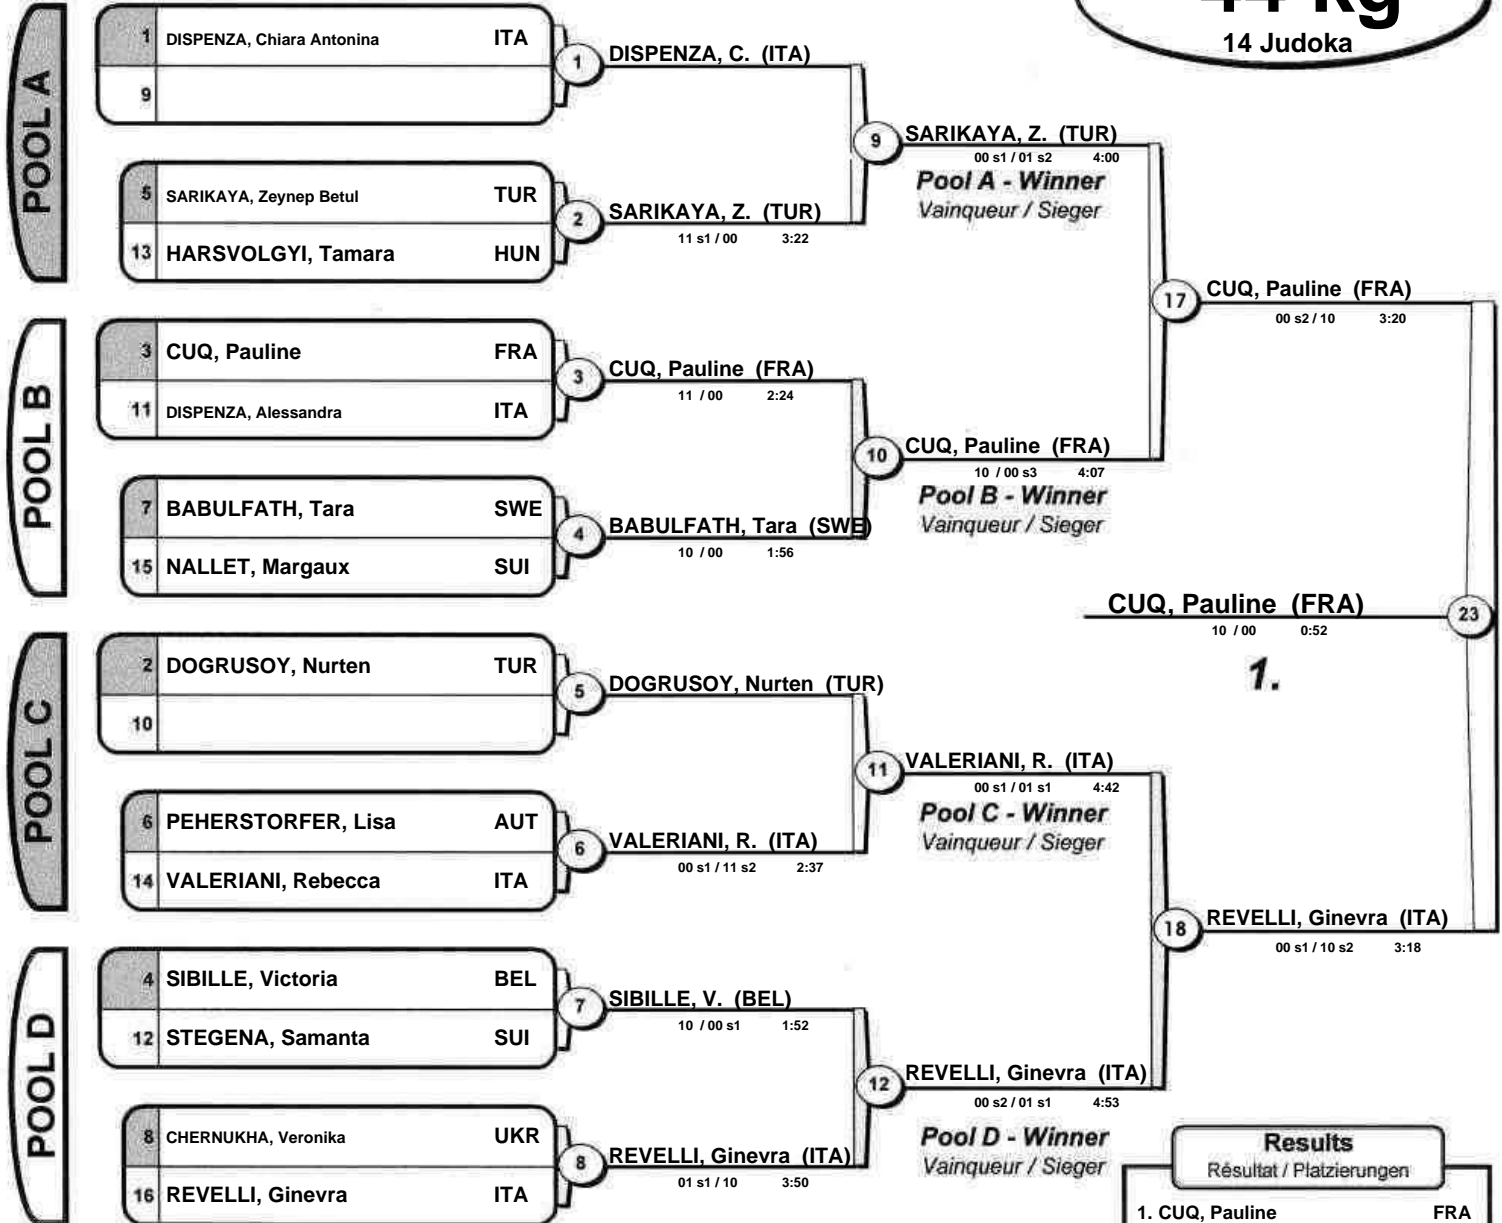 44 kg
14 Judoka
POOL A
1 DISPENZA, Chiara Antonina ITA
9
5 SARIKAYA, Zeynep Betul TUR
13 HARSVOLGYI, Tamara HUN
1 DISPENZA, C. (ITA)
2 SARIKAYA, Z. (TUR)
11 s1 / 00 3:22
9 SARIKAYA, Z. (TUR)
00 s1 / 01 s2 4:00
Pool A - Winner
Vainqueur / Sieger
POOL B
3 CUQ, Pauline FRA
11 DISPENZA, Alessandra ITA
7 BABULFATH, Tara SWE
15 NALLET, Margaux SUI
3 CUQ, Pauline (FRA)
11 / 00 2:24
4 BABULFATH, Tara (SWE)
10 / 00 1:56
10 CUQ, Pauline (FRA)
10 / 00 s3 4:07
Pool B - Winner
Vainqueur / Sieger
17 CUQ, Pauline (FRA)
00 s2 / 10 3:20
CUQ, Pauline (FRA) 23
10 / 00 0:52
1.
POOL C
2 DOGRUSOY, Nurten TUR
10
6 PEHERSTORFER, Lisa AUT
14 VALERIANI, Rebecca ITA
5 DOGRUSOY, Nurten (TUR)
6 VALERIANI, R. (ITA)
00 s1 / 11 s2 2:37
11 VALERIANI, R. (ITA)
00 s1 / 01 s1 4:42
Pool C - Winner
Vainqueur / Sieger
POOL D
4 SIBILLE, Victoria BEL
12 STEGENA, Samanta SUI
8 CHERNUKHA, Veronika UKR
16 REVELLI, Ginevra ITA
7 SIBILLE, V. (BEL)
10 / 00 s1 1:52
8 REVELLI, Ginevra (ITA)
01 s1 / 10 3:50
12 REVELLI, Ginevra (ITA)
00 s2 / 01 s1 4:53
Pool D - Winner
Vainqueur / Sieger
18 REVELLI, Ginevra (ITA)
00 s1 / 10 s2 3:18
Results
Résultat / Platzierungen
1. CUQ, Pauline FRA